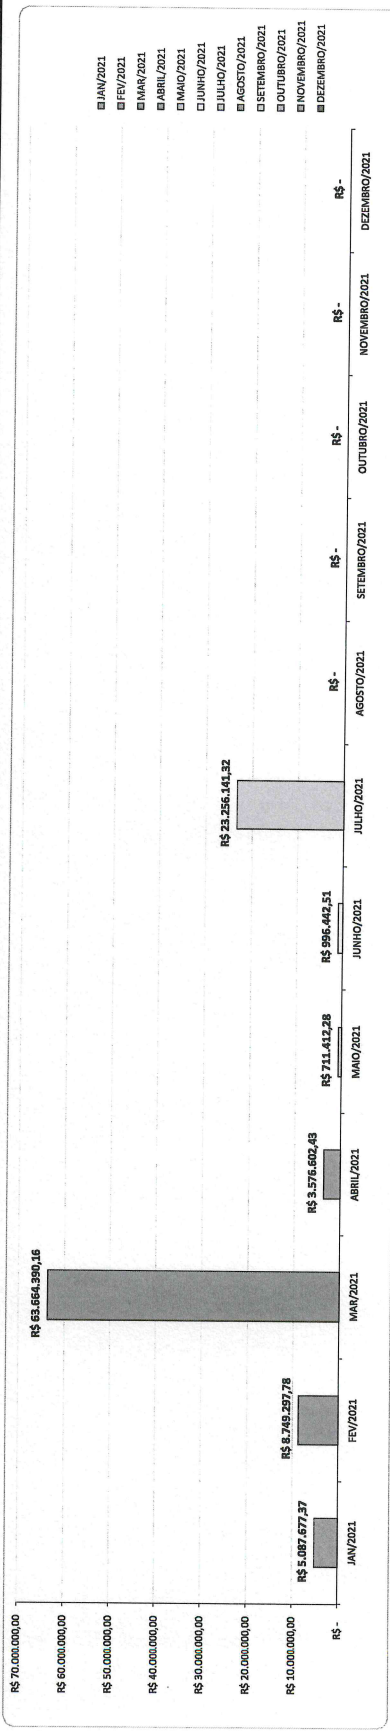 R$ 70.000.000,00
R$ 60.000.000,00
R$ 50.000.000,00
R$ 40.000.000,00
R$ 30.000.000,00
R$ 20.000.000,00
R$ 10.000.000,00
R$ -
R$ 5.087.677,37
R$ 8.749.297,78
R$ 63.664.390,16
R$ 3.576.602,43
R$ 711.412,28
R$ 996.442,51
R$ 23.256.141,32
R$ -
R$ -
R$ -
R$ -
R$ -
JAN/2021
FEV/2021
MAR/2021
ABRIL/2021
MAIO/2021
JUNHO/2021
JULHO/2021
AGOSTO/2021
SETEMBRO/2021
OUTUBRO/2021
NOVEMBRO/2021
DEZEMBRO/2021
JAN/2021
FEV/2021
MAR/2021
ABRIL/2021
MAIO/2021
JUNHO/2021
JULHO/2021
AGOSTO/2021
SETEMBRO/2021
OUTUBRO/2021
NOVEMBRO/2021
DEZEMBRO/2021